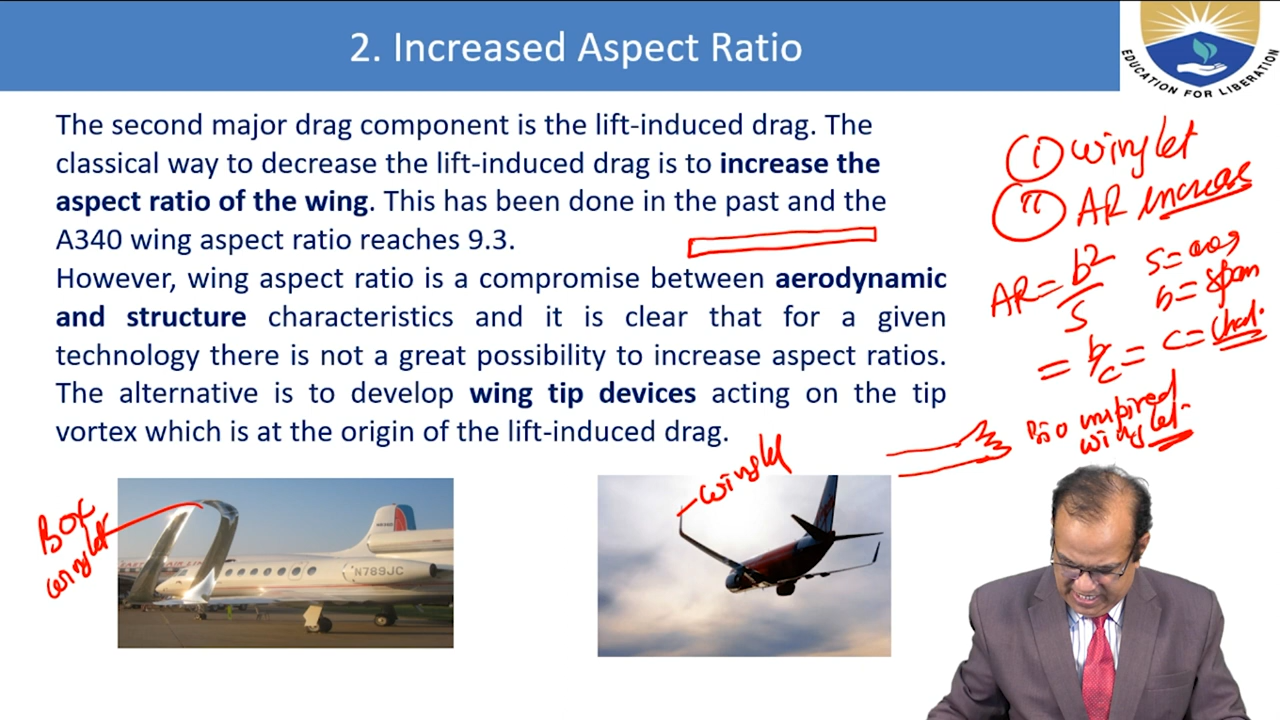 2. Increased Aspect Ratio
EDUCATION FOR LIBERATION
The second major drag component is the lift-induced drag. The
classical way to decrease the lift-induced drag is to increase the
aspect ratio of the wing. This has been done in the past and the
A340 wing aspect ratio reaches 9.3.
However, wing aspect ratio is a compromise between aerodynamic
and structure characteristics and it is clear that for a given
technology there is not a great possibility to increase aspect ratios.
The alternative is to develop wing tip devices acting on the tip
vortex which is at the origin of the lift-induced drag.
(i) winglet
(ii) AR increas
AR = b²/S
= b/c =
S =
b = span
c = Chod.
Bio inspired
winglet
winglet
Box
winglet
N789JC